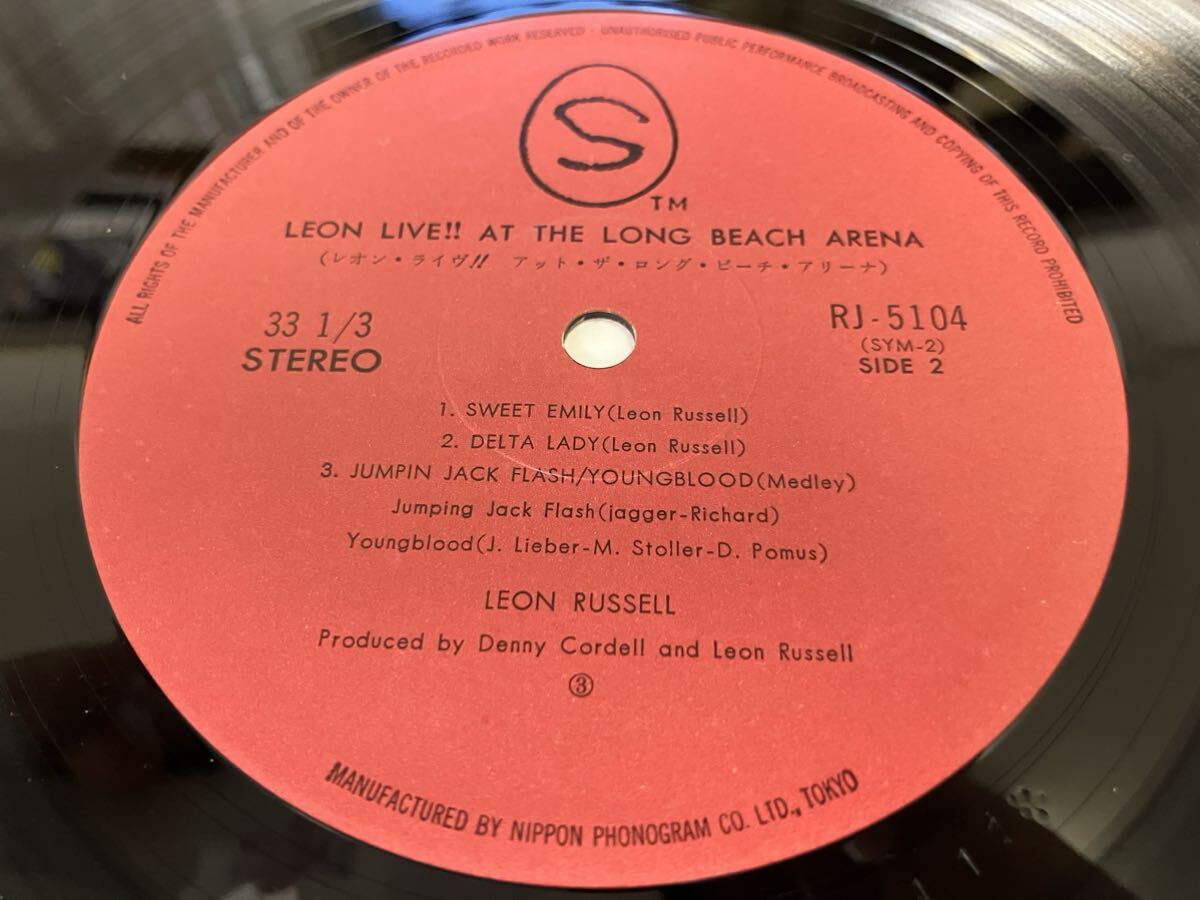 ALL RIGHTS OF THE MANUFACTURER AND OF THE OWNER OF THE RECORDED WORK RESERVED · UNAUTHORISED PUBLIC PERFORMANCE BROADCASTING AND COPYING OF THIS RECORD PROHIBITED
S
TM
LEON LIVE!! AT THE LONG BEACH ARENA
(レオン・ライヴ!! アット・ザ・ロング・ビーチ・アリーナ)
33 1/3
STEREO
RJ-5104
(SYM-2)
SIDE 2
1. SWEET EMILY(Leon Russell)
2. DELTA LADY(Leon Russell)
3. JUMPIN JACK FLASH/YOUNGBLOOD(Medley)
Jumping Jack Flash(jagger-Richard)
Youngblood(J. Lieber-M. Stoller-D. Pomus)
LEON RUSSELL
Produced by Denny Cordell and Leon Russell
③
MANUFACTURED BY NIPPON PHONOGRAM CO. LTD., TOKYO